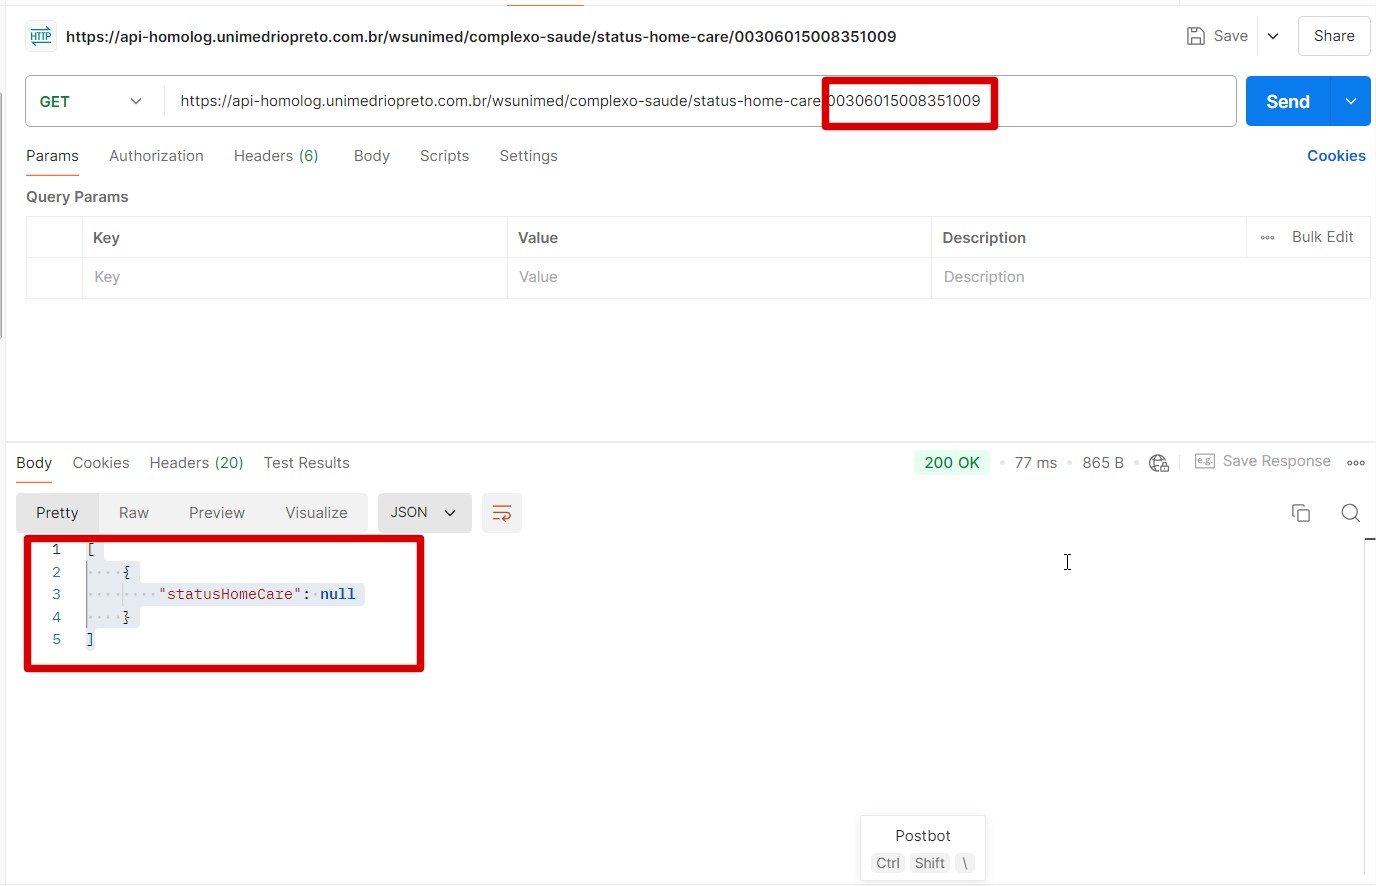 HTTP https://api-homolog.unimedriopreto.com.br/wsunimed/complexo-saude/status-home-care/00306015008351009 Save Share
GET https://api-homolog.unimedriopreto.com.br/wsunimed/complexo-saude/status-home-care/00306015008351009 Send
Params Authorization Headers (6) Body Scripts Settings Cookies
Query Params
Key Value Description Bulk Edit
Key Value Description
Body Cookies Headers (20) Test Results 200 OK 77 ms 865 B e.g. Save Response
Pretty Raw Preview Visualize JSON
1 [
2 {
3 "statusHomeCare": null
4 }
5 ]
Postbot
Ctrl Shift \